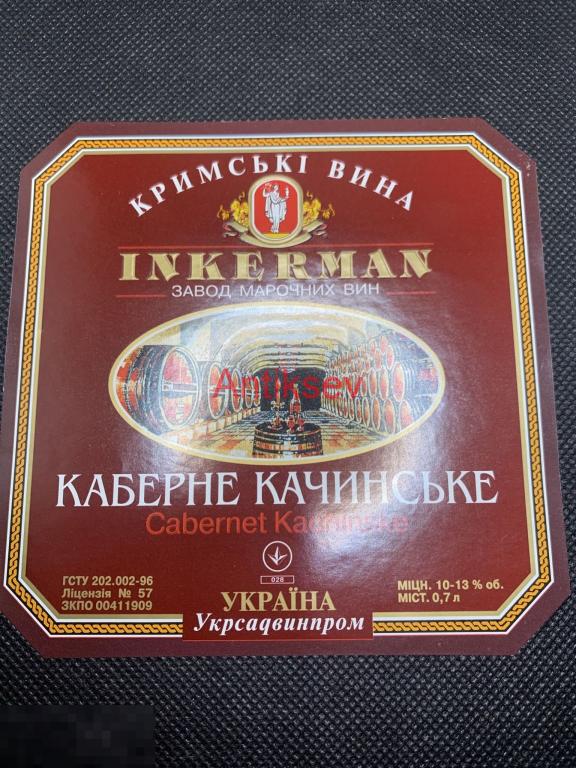 КРИМСЬКІ ВИНА
INKERMAN
ЗАВОД МАРОЧНИХ ВИН
Antiksev
КАБЕРНЕ КАЧИНСЬКЕ
Cabernet Kachinske
028
ГСТУ 202.002-96
Ліцензія № 57
ЗКПО 00411909
МІЦН. 10-13 % об.
МІСТ. 0,7 л
УКРАЇНА
Укрсадвинпром